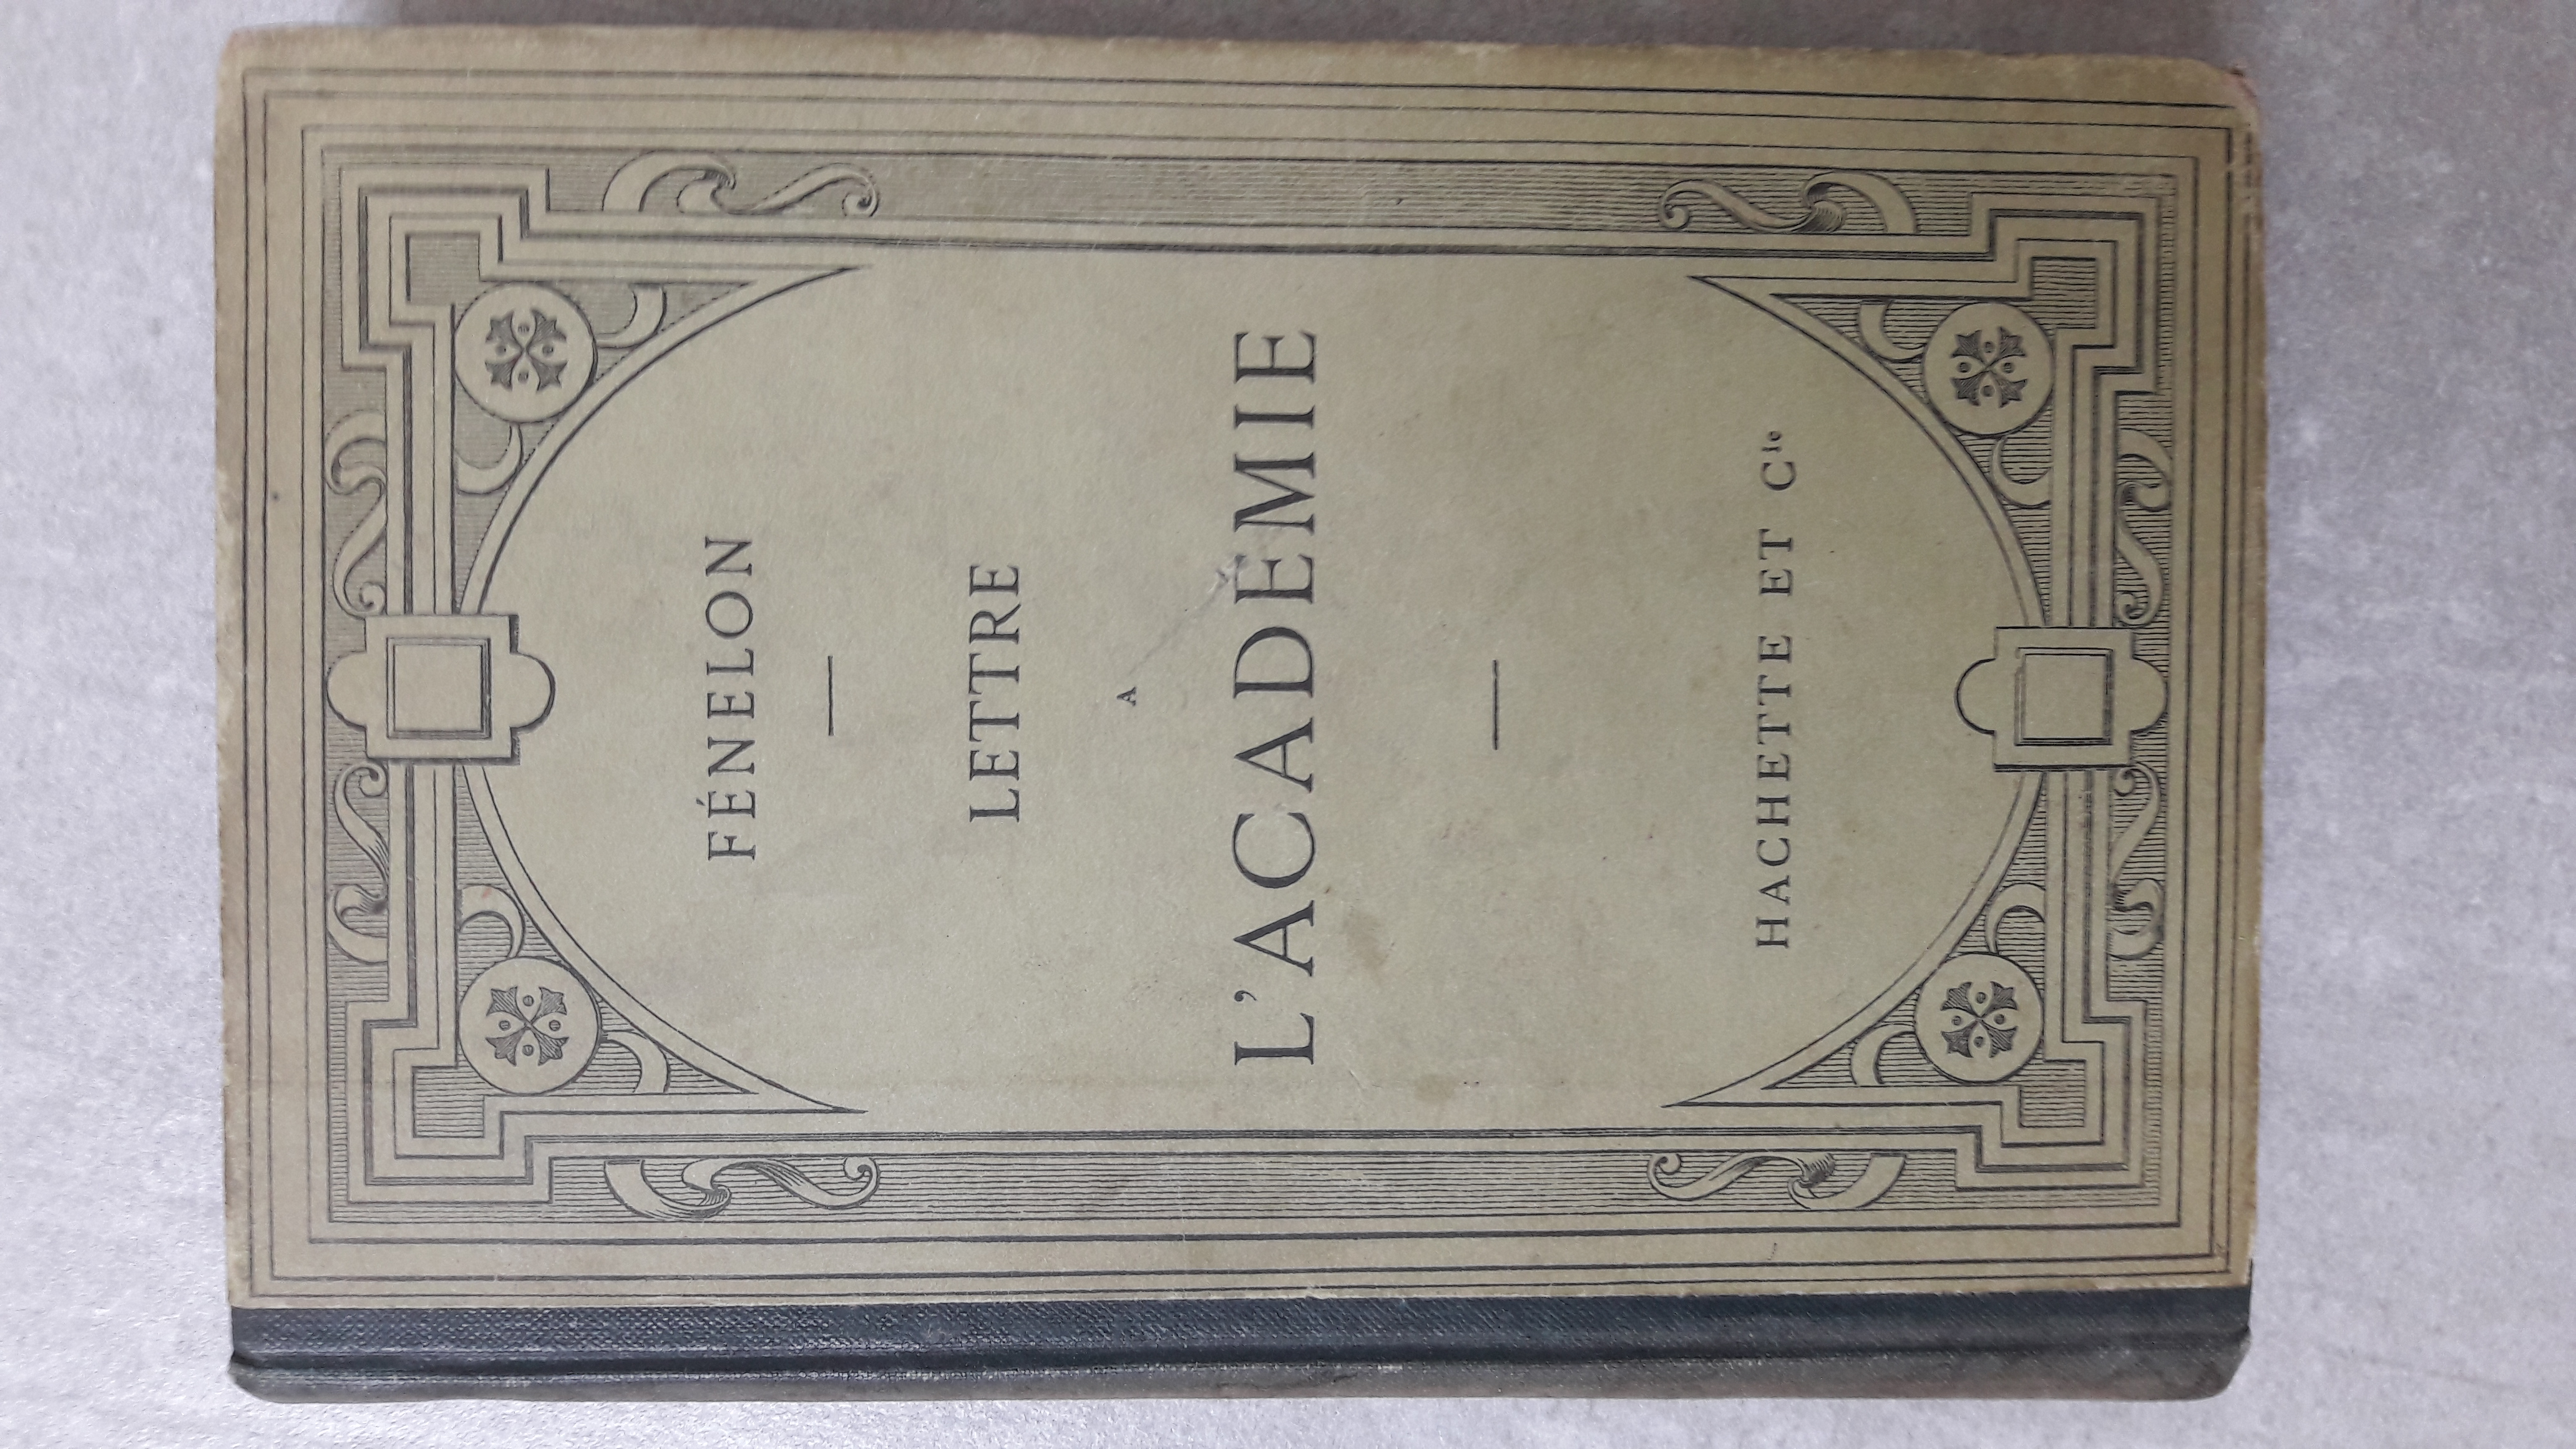 FÉNELON
LETTRE
A
L'ACADÉMIE
HACHETTE ET Cie